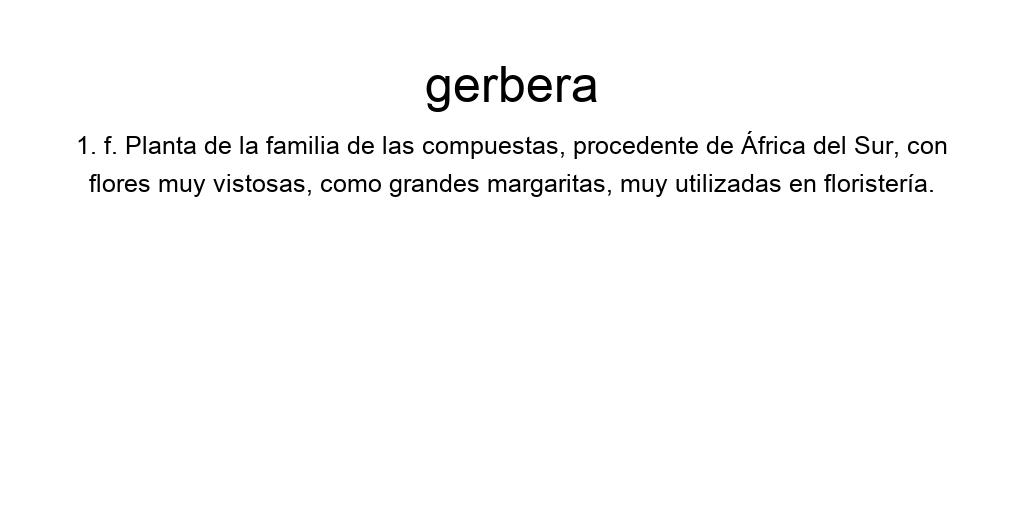 gerbera
1. f. Planta de la familia de las compuestas, procedente de África del Sur, con
flores muy vistosas, como grandes margaritas, muy utilizadas en floristería.